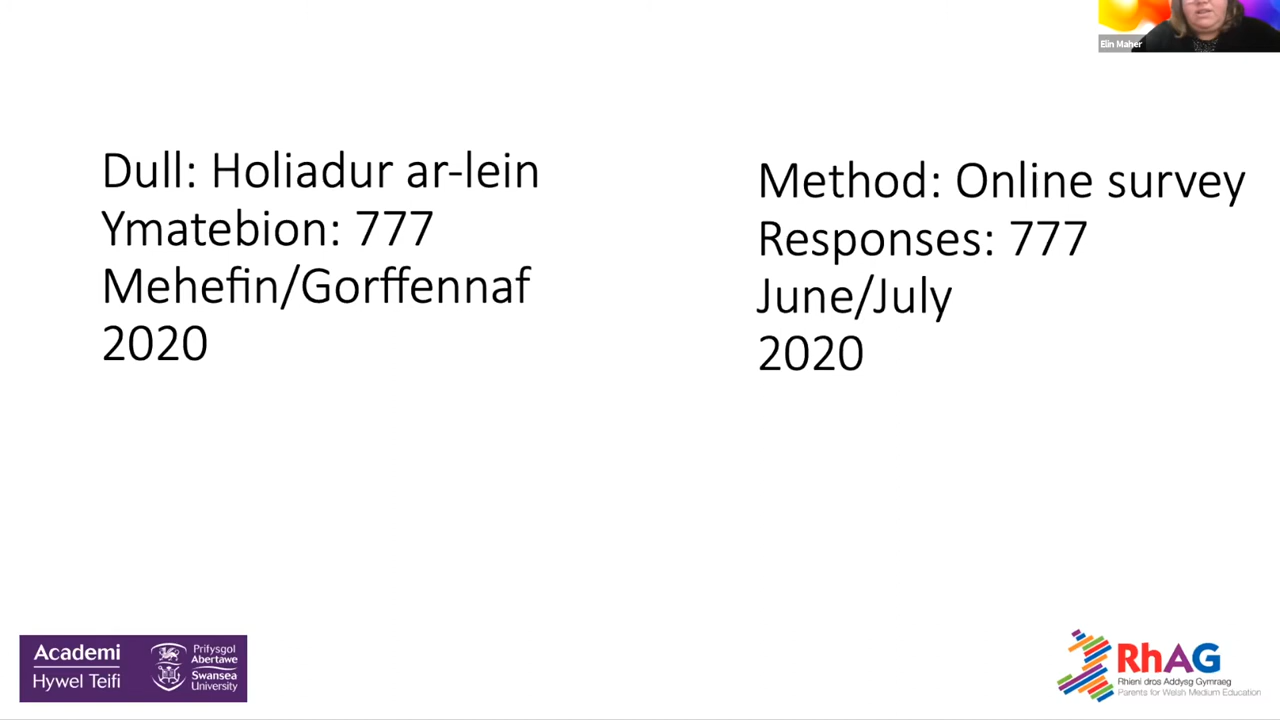 Elin Maher
Dull: Holiadur ar-lein
Ymatebion: 777
Mehefin/Gorffennaf
2020
Method: Online survey
Responses: 777
June/July
2020
Academi
Hywel Teifi
Prifysgol
Abertawe
Swansea
University
RhAG
Rhieni dros Addysg Gymraeg
Parents for Welsh Medium Education